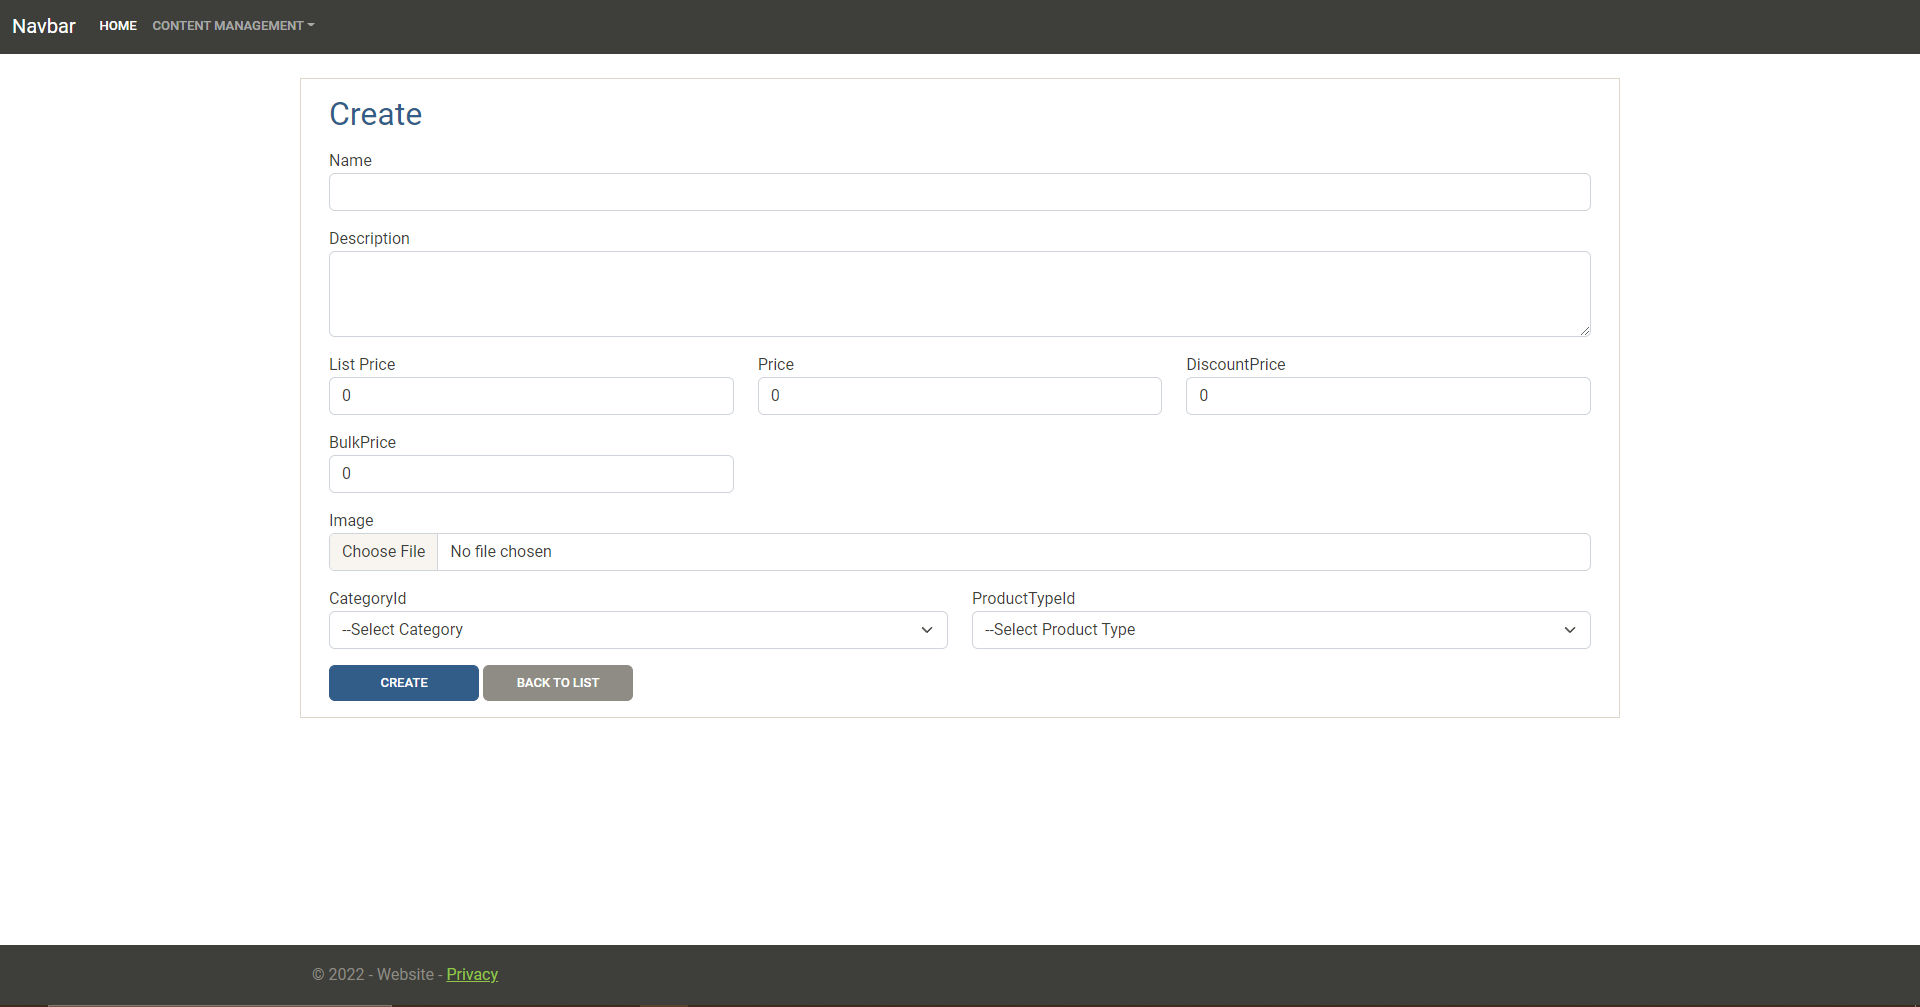 Navbar HOME CONTENT MANAGEMENT
Create
Name
Description
List Price Price DiscountPrice
0 0 0
BulkPrice
0
Image
Choose File No file chosen
CategoryId ProductTypeId
--Select Category --Select Product Type
CREATE BACK TO LIST
© 2022 - Website - Privacy